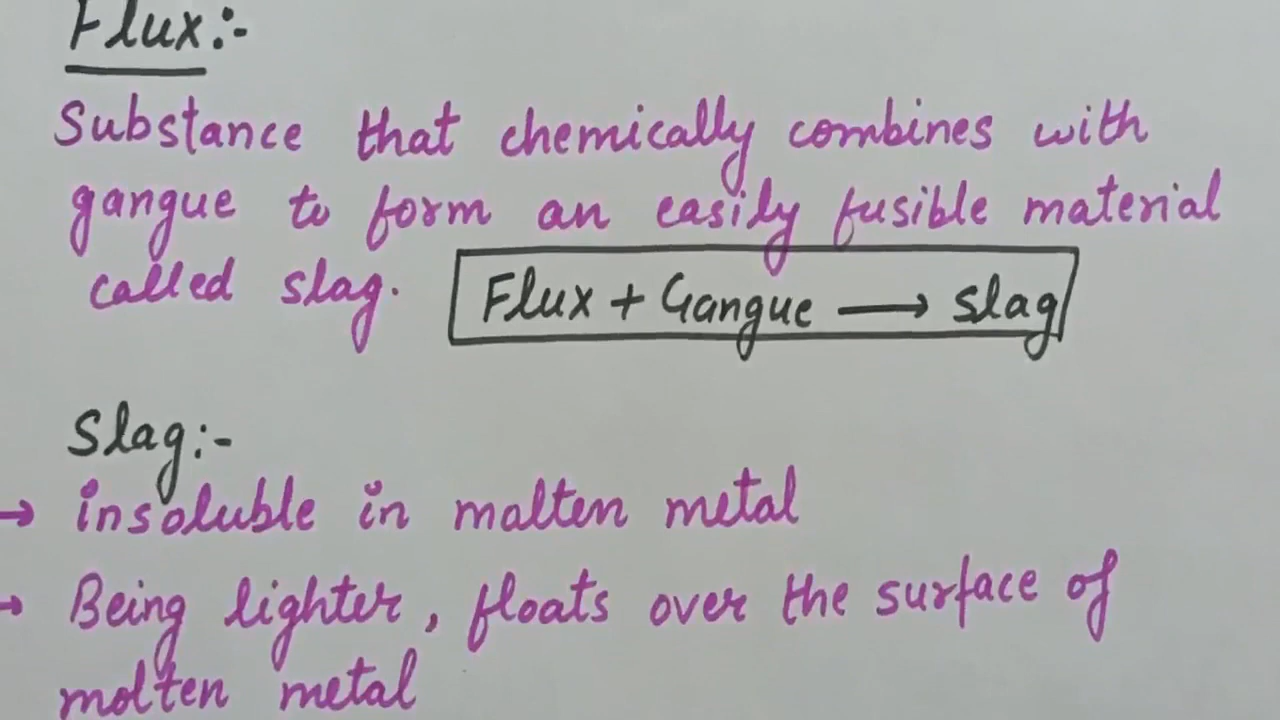 Flux:-
Substance that chemically combines with
gangue to form an easily fusible material
called slag. Flux + Gangue → slag
Slag:-
→ insoluble in malten metal
→ Being lighter, floats over the surface of
molten metal